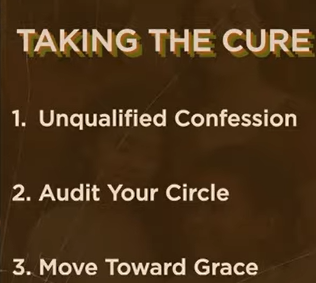 TAKING THE CURE
1. Unqualified Confession
2. Audit Your Circle
3. Move Toward Grace